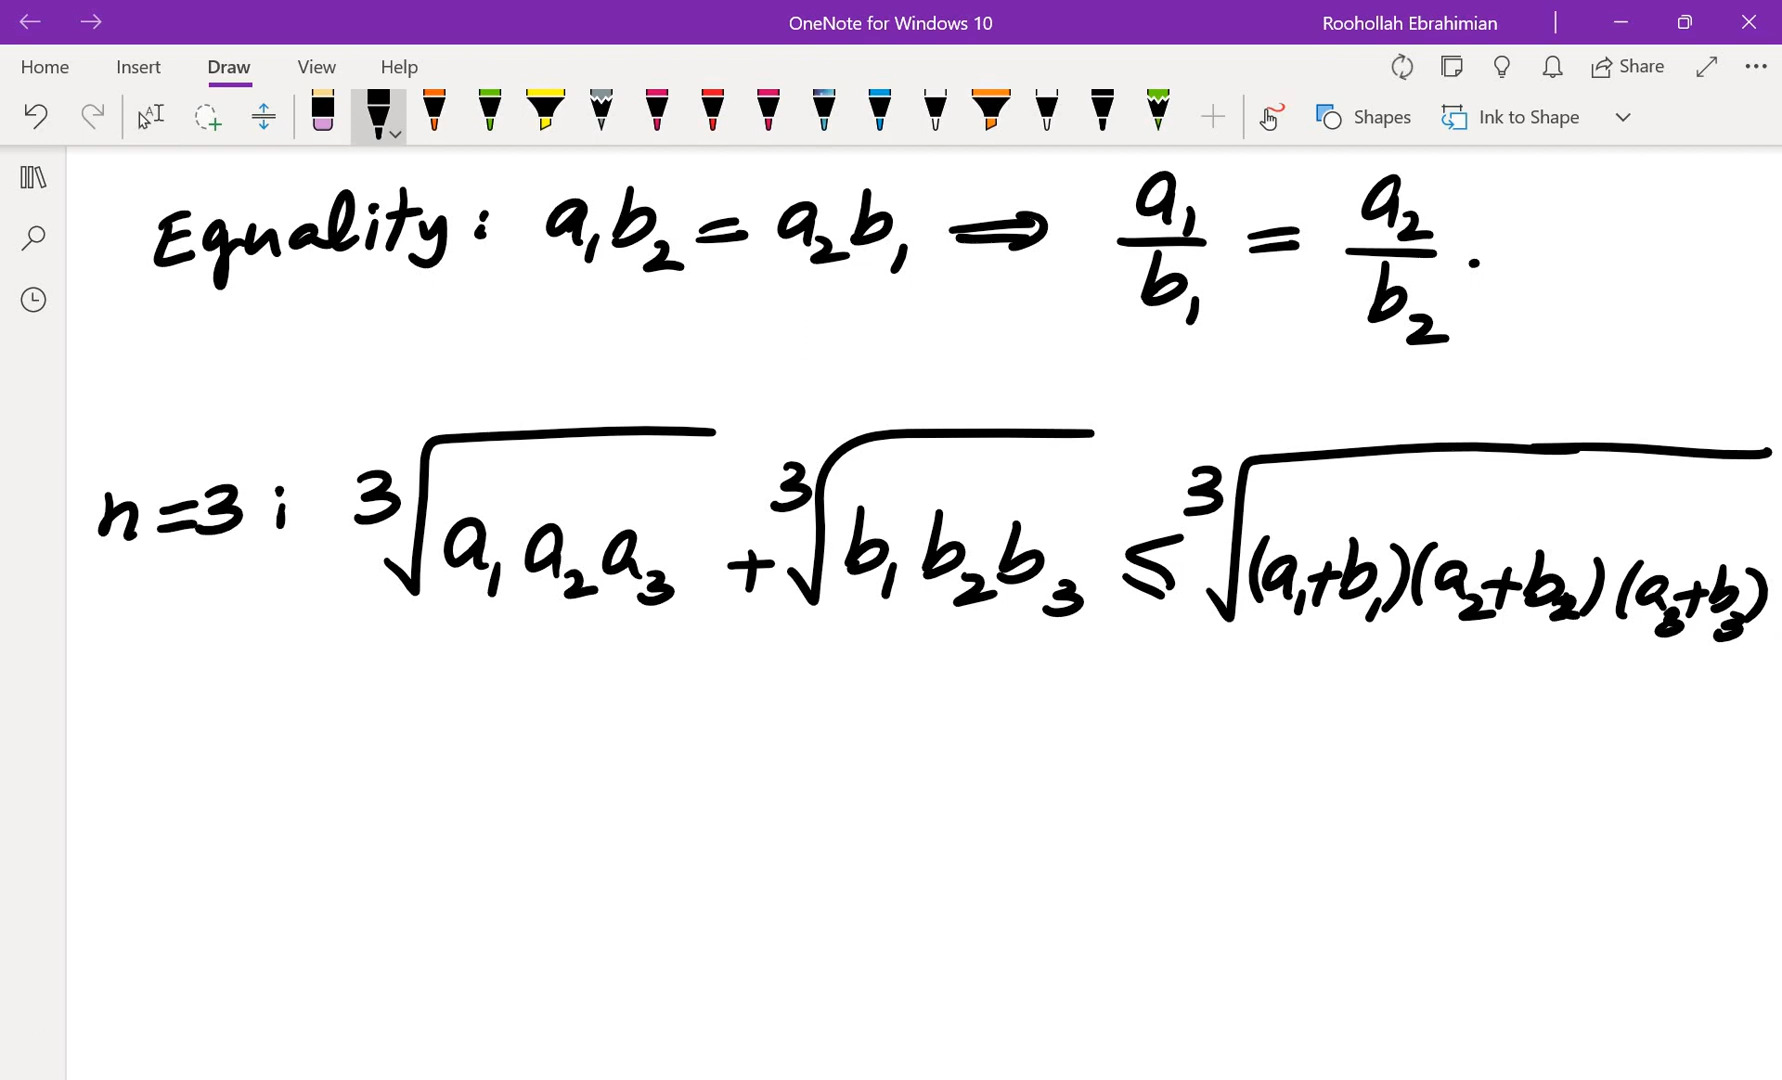 OneNote for Windows 10 Roohollah Ebrahimian
Home Insert Draw View Help Share
Shapes Ink to Shape
Equality: a₁b₂ = a₂b₁ ⟹ a₁/b₁ = a₂/b₂.
n=3: ∛(a₁a₂a₃) + ∛(b₁b₂b₃) ≤ ∛((a₁+b₁)(a₂+b₂)(a₃+b₃))